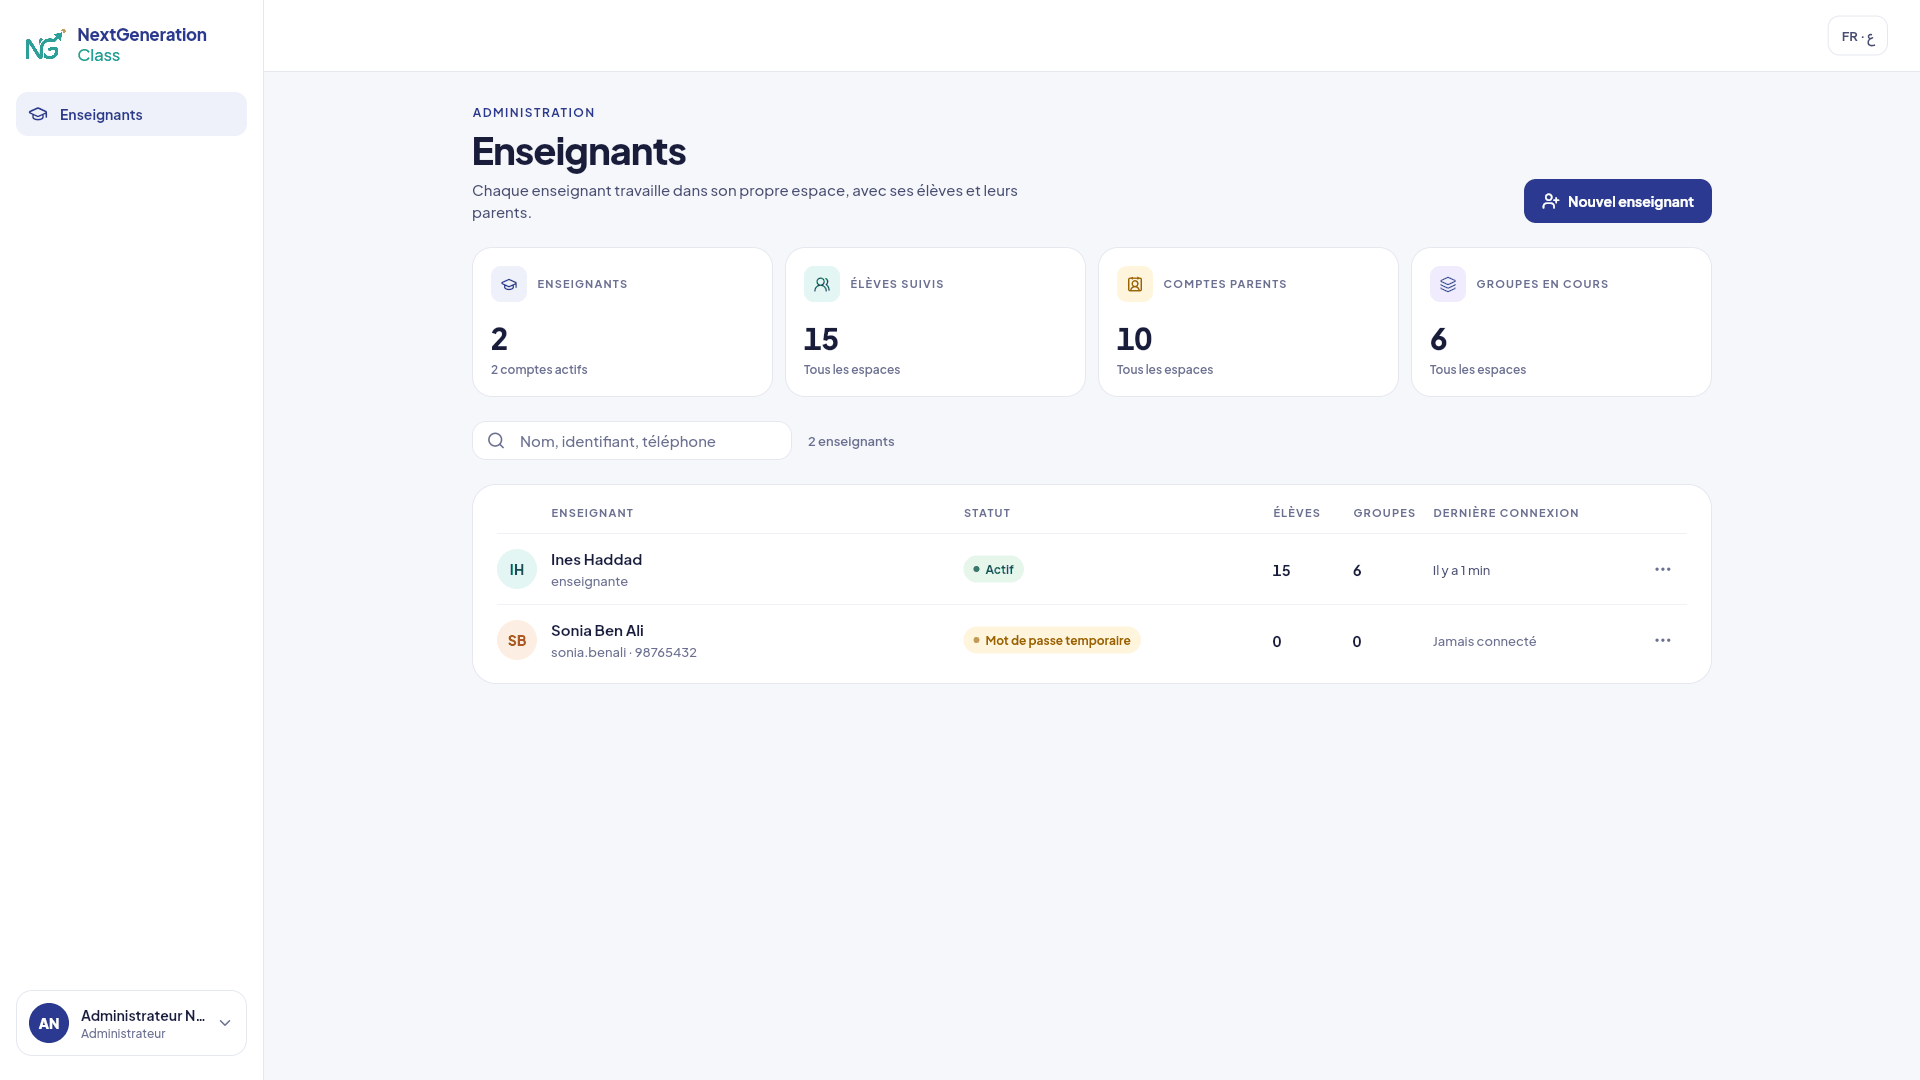 NextGeneration
Class
FR · ع
Enseignants
ADMINISTRATION
Enseignants
Chaque enseignant travaille dans son propre espace, avec ses élèves et leurs
parents.
Nouvel enseignant
ENSEIGNANTS
2
2 comptes actifs
ÉLÈVES SUIVIS
15
Tous les espaces
COMPTES PARENTS
10
Tous les espaces
GROUPES EN COURS
6
Tous les espaces
Nom, identifiant, téléphone
2 enseignants
ENSEIGNANT STATUT ÉLÈVES GROUPES DERNIÈRE CONNEXION
IH Ines Haddad Actif 15 6 Il y a 1 min
enseignante
SB Sonia Ben Ali Mot de passe temporaire 0 0 Jamais connecté
sonia.benali · 98765432
AN Administrateur N...
Administrateur